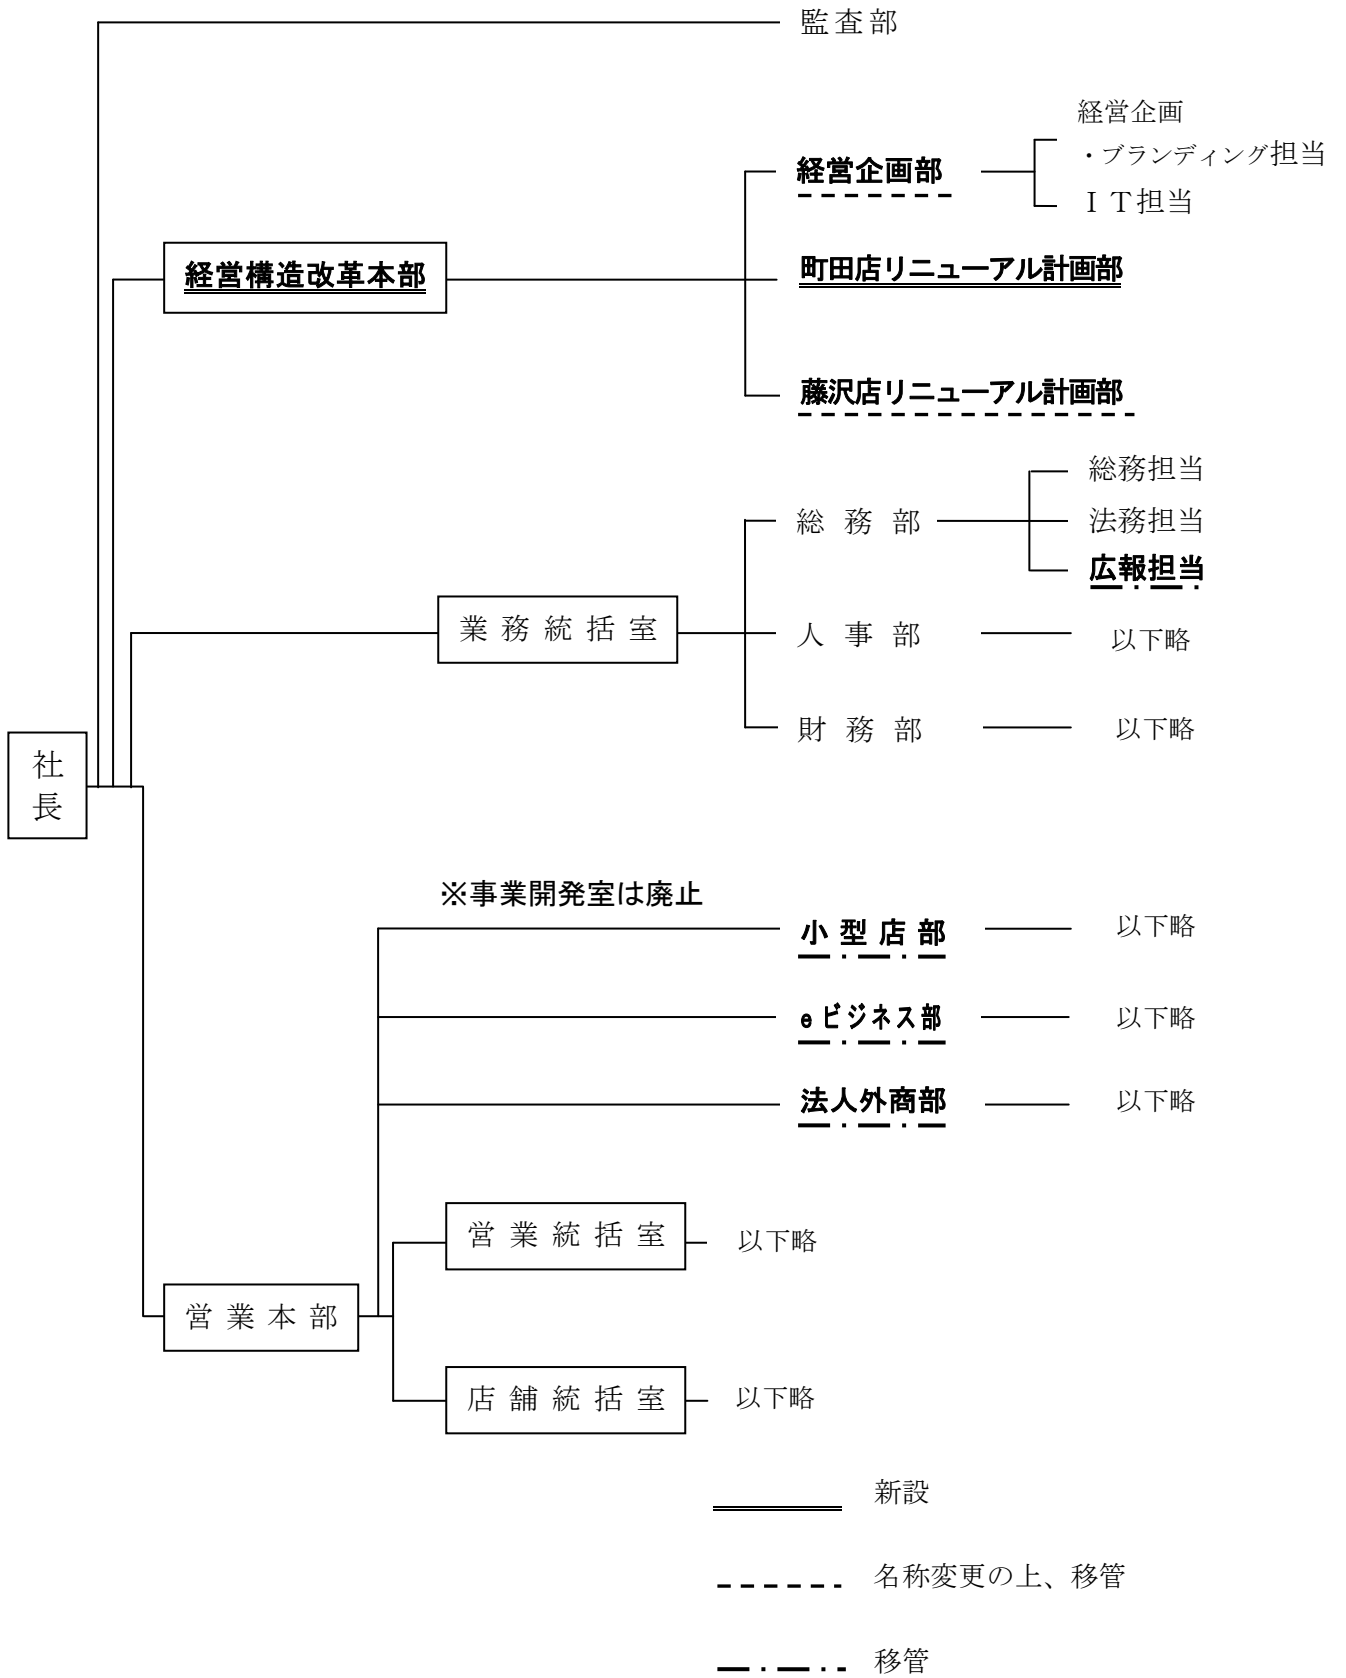 監査部
経営企画
・ブランディング担当
経営企画部
ＩＴ担当
経営構造改革本部
町田店リニューアル計画部
藤沢店リニューアル計画部
総務担当
総務部
法務担当
広報担当
業務統括室
人事部
以下略
財務部
以下略
社長
※事業開発室は廃止
小型店部
以下略
eビジネス部
以下略
法人外商部
以下略
営業統括室
以下略
営業本部
店舗統括室
以下略
新設
名称変更の上、移管
移管